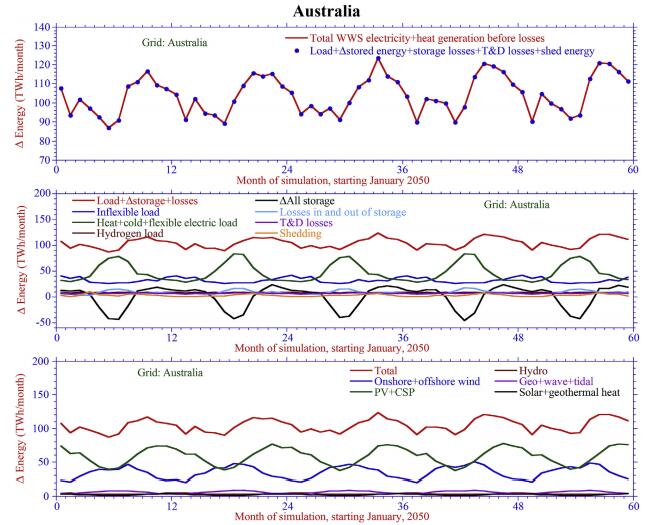 Australia
140
130
120
110
100
90
80
70
Δ Energy (TWh/month)
Grid: Australia
Total WWS electricity+heat generation before losses
Load+Δstored energy+storage losses+T&D losses+shed energy
0 12 24 36 48 60
Month of simulation, starting January 2050
200
150
100
50
0
-50
Δ Energy (TWh/month)
Load+Δstorage+losses
Inflexible load
Heat+cold+flexible electric load
Hydrogen load
ΔAll storage
Losses in and out of storage
T&D losses
Shedding
Grid: Australia
0 12 24 36 48 60
Month of simulation, starting January, 2050
200
150
100
50
0
Δ Energy (TWh/month)
Grid: Australia
Total
Onshore+offshore wind
PV+CSP
Hydro
Geo+wave+tidal
Solar+geothermal heat
0 12 24 36 48 60
Month of simulation, starting January, 2050